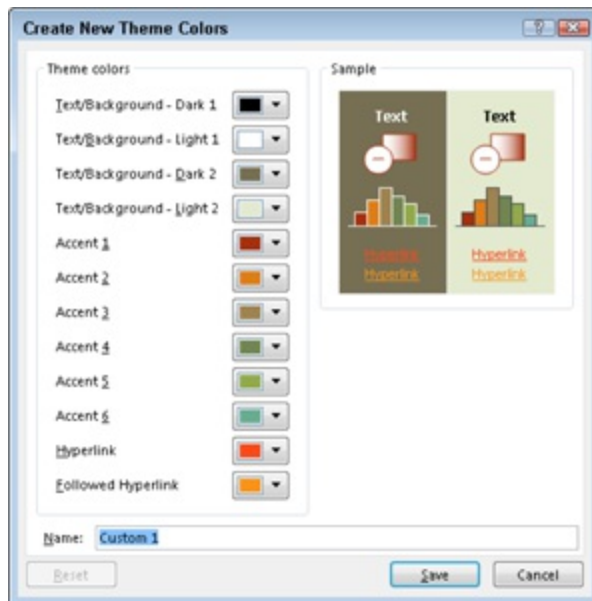 Create New Theme Colors
Theme colors
Text/Background - Dark 1
Text/Background - Light 1
Text/Background - Dark 2
Text/Background - Light 2
Accent 1
Accent 2
Accent 3
Accent 4
Accent 5
Accent 6
Hyperlink
Followed Hyperlink
Sample
Text Text
Hyperlink Hyperlink
Hyperlink Hyperlink
Name: Custom 1
Reset Save Cancel